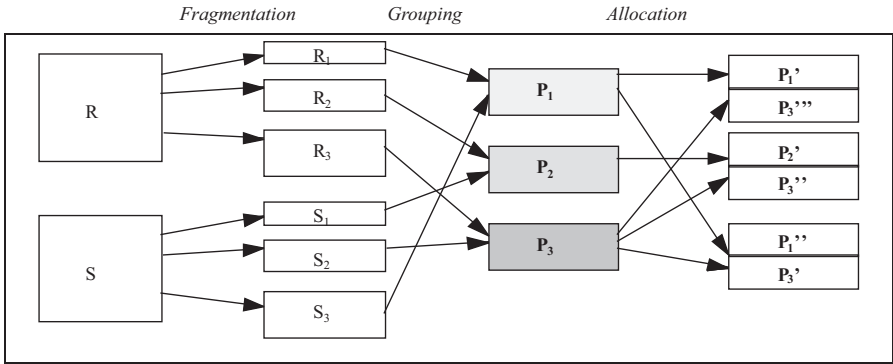 Fragmentation Grouping Allocation
R
R₁
R₂
R₃
S
S₁
S₂
S₃
P₁
P₂
P₃
P₁’
P₃’’’
P₂’
P₃’’
P₁’’
P₃’